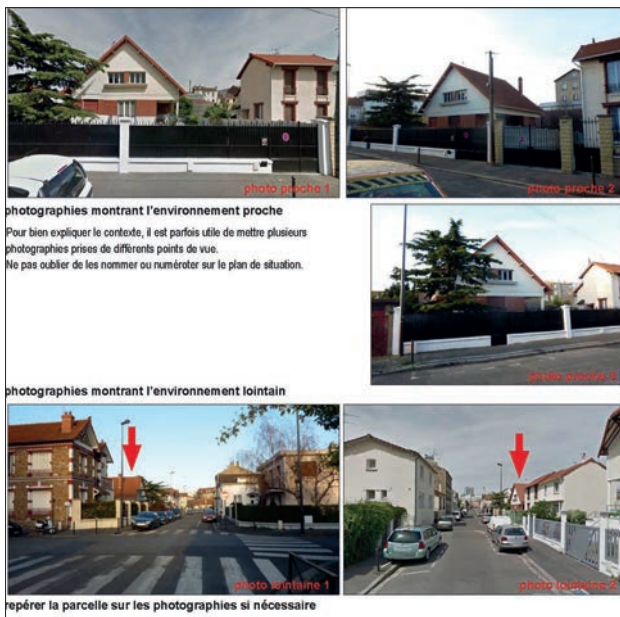 photo proche 1
photo proche 2
photographies montrant l'environnement proche
Pour bien expliquer le contexte, il est parfois utile de mettre plusieurs
photographies prises de différents points de vue.
Ne pas oublier de les nommer ou numéroter sur le plan de situation.
photo proche 3
photographies montrant l'environnement lointain
photo lointaine 1
photo lointaine 2
repérer la parcelle sur les photographies si nécessaire